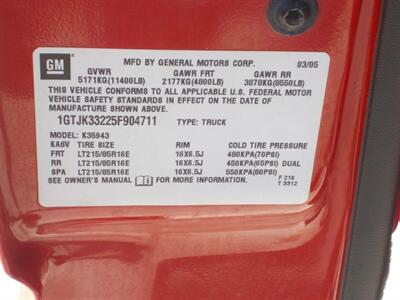 GM
MFD BY GENERAL MOTORS CORP. 03/05
GVWR GAWR FRT GAWR RR
5171KG(11400LB) 2177KG(4800LB) 3878KG(8550LB)
THIS VEHICLE CONFORMS TO ALL APPLICABLE U.S. FEDERAL MOTOR
VEHICLE SAFETY STANDARDS IN EFFECT ON THE DATE OF
MANUFACTURE SHOWN ABOVE.
1GTJK33225F904711 TYPE: TRUCK
MODEL: K35943
KA6V TIRE SIZE RIM COLD TIRE PRESSURE
FRT LT215/85R16E 16X6.5J 480KPA(70PSI)
RR LT215/85R16E 16X6.5J 450KPA(65PSI) DUAL
SPA LT215/85R16E 16X6.5J 550KPA(80PSI)
SEE OWNER'S MANUAL FOR MORE INFORMATION. F 219
T 3312